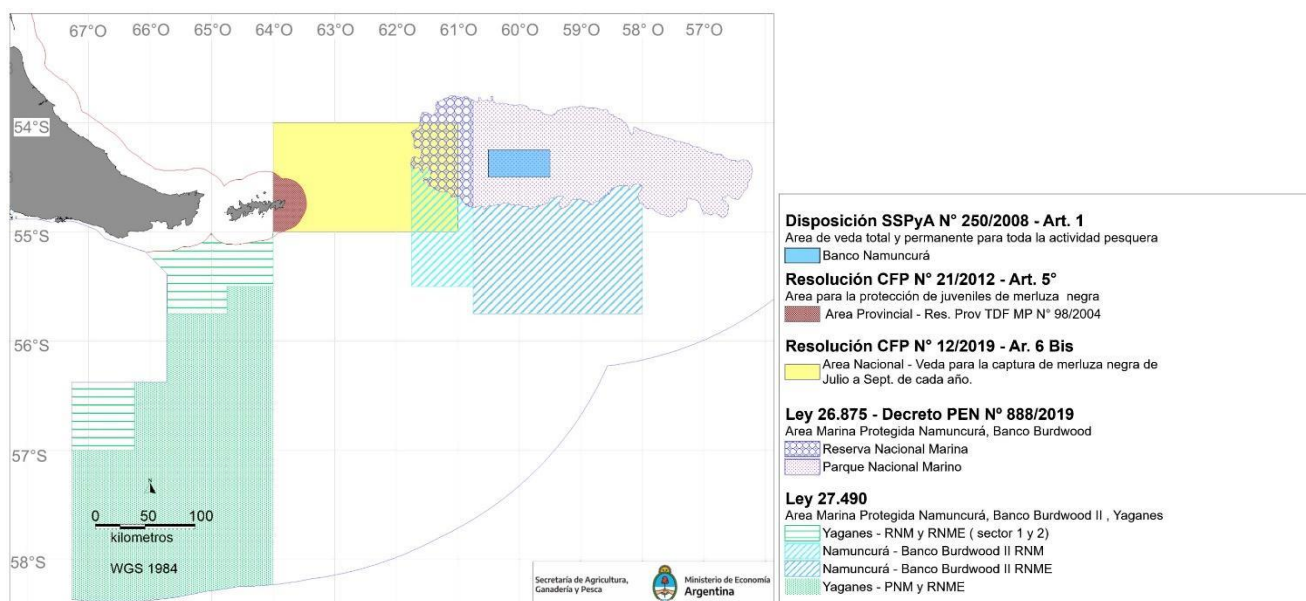 67°O 66°O 65°O 64°O 63°O 62°O 61°O 60°O 59°O 58° O 57°O
54°S
55°S
56°S
57°S
58°S
N
0 50 100
kilometros
WGS 1984
Secretaría de Agricultura,
Ganadería y Pesca
Ministerio de Economía
Argentina
Disposición SSPyA N° 250/2008 - Art. 1
Area de veda total y permanente para toda la actividad pesquera
Banco Namuncurá
Resolución CFP N° 21/2012 - Art. 5°
Area para la protección de juveniles de merluza negra
Area Provincial - Res. Prov TDF MP N° 98/2004
Resolución CFP N° 12/2019 - Ar. 6 Bis
Area Nacional - Veda para la captura de merluza negra de
Julio a Sept. de cada año.
Ley 26.875 - Decreto PEN Nº 888/2019
Area Marina Protegida Namuncurá, Banco Burdwood
Reserva Nacional Marina
Parque Nacional Marino
Ley 27.490
Area Marina Protegida Namuncurá, Banco Burdwood II , Yaganes
Yaganes - RNM y RNME ( sector 1 y 2)
Namuncurá - Banco Burdwood II RNM
Namuncurá - Banco Burdwood II RNME
Yaganes - PNM y RNME